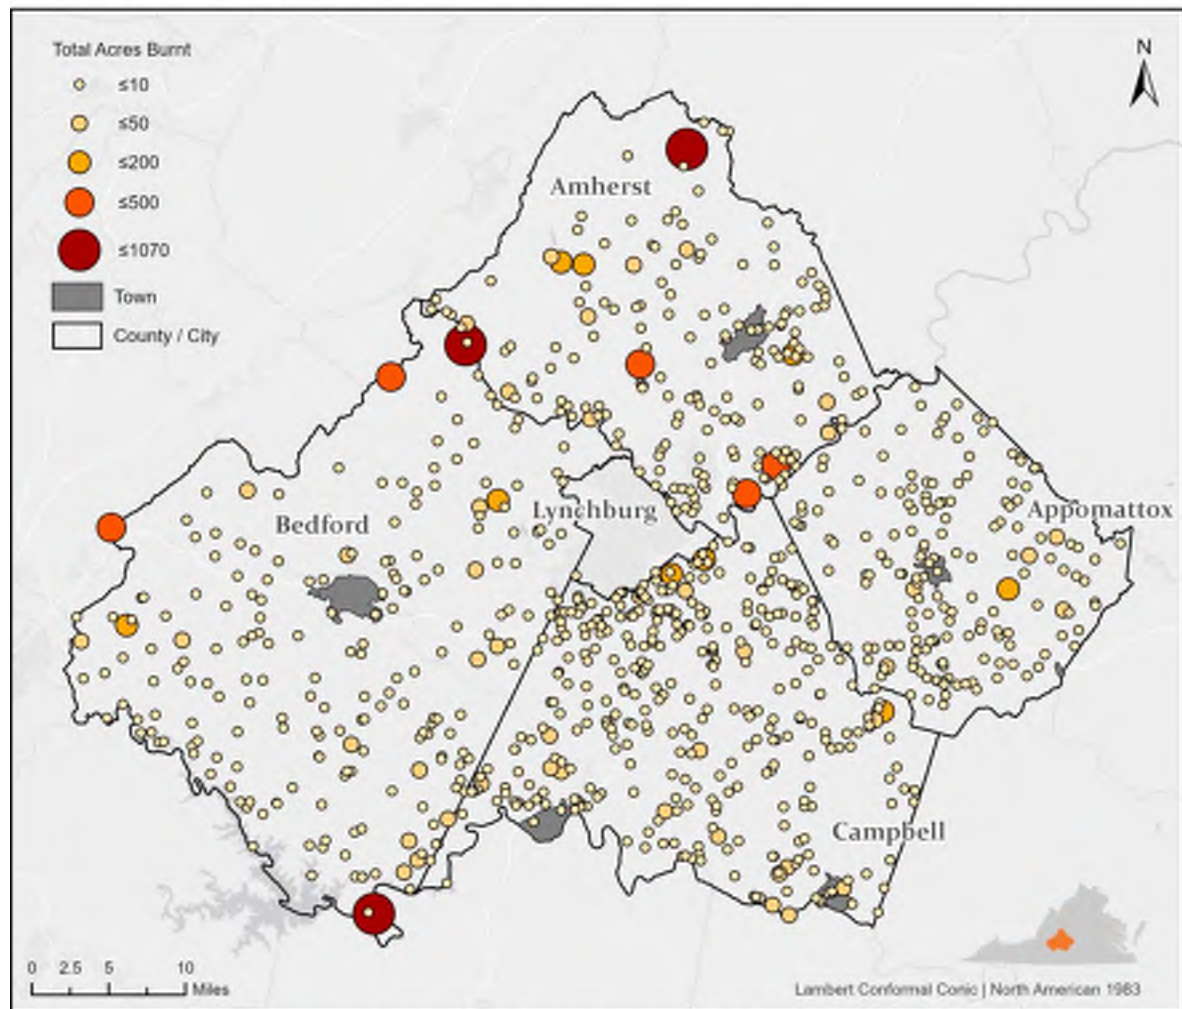 Total Acres Burnt
≤10
≤50
≤200
≤500
≤1070
Town
County / City
N
Amherst
Bedford
Lynchburg
Appomattox
Campbell
0 2.5 5 10
Miles
Lambert Conformal Conic | North American 1983